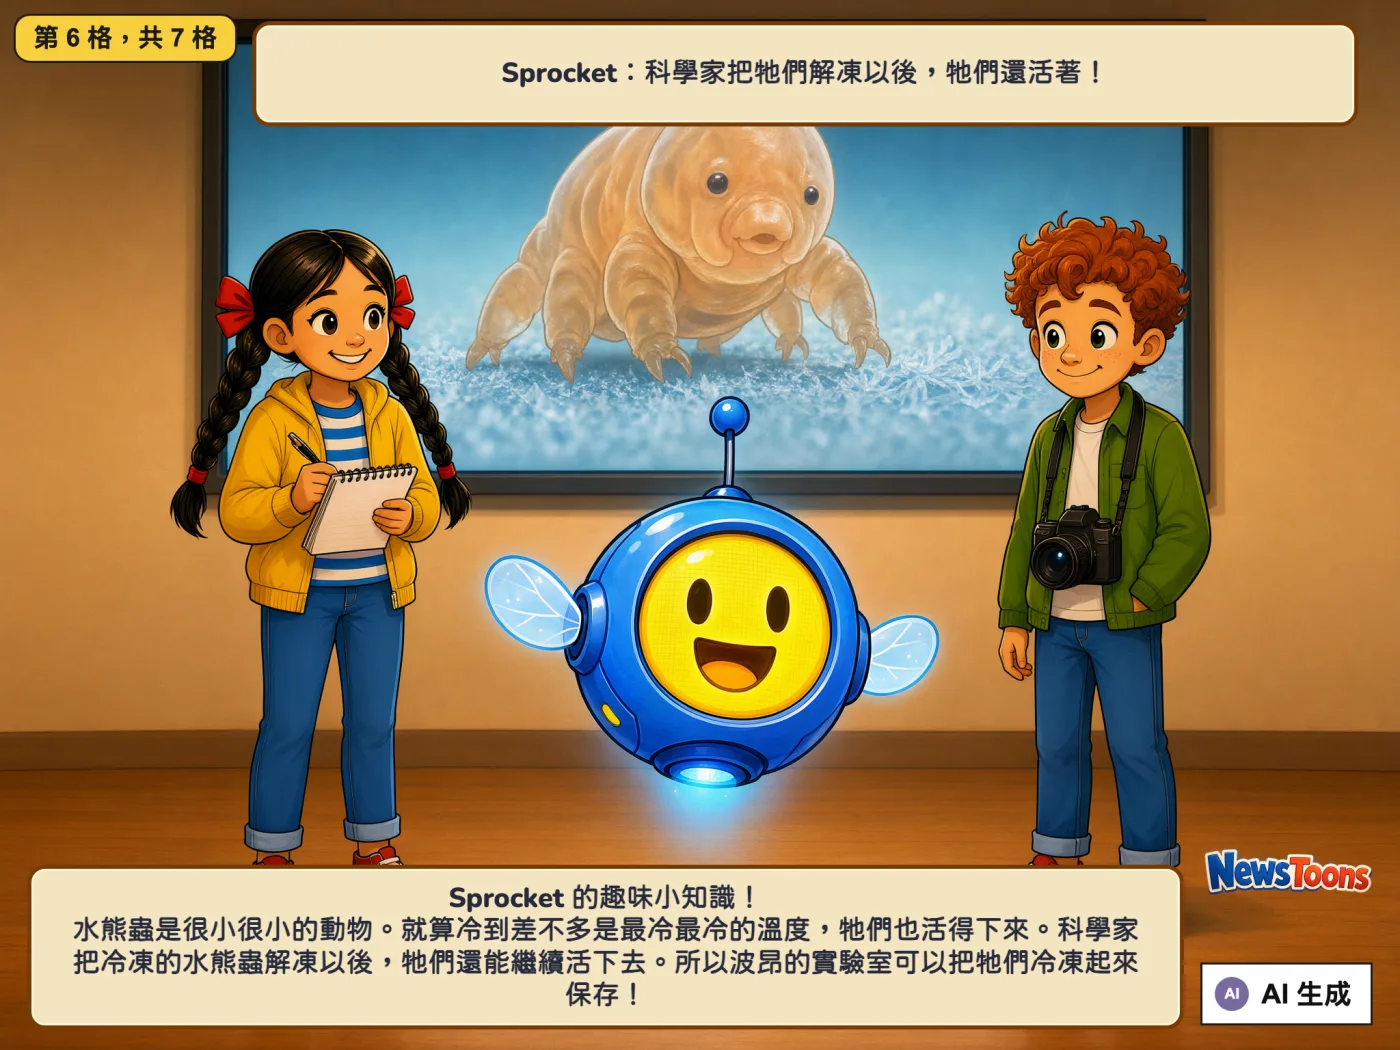 第 6 格，共 7 格
Sprocket：科學家把牠們解凍以後，牠們還活著！
Sprocket 的趣味小知識！
水熊蟲是很小很小的動物。就算冷到差不多是最冷最冷的溫度，牠們也活得下來。科學家
把冷凍的水熊蟲解凍以後，牠們還能繼續活下去。所以波昂的實驗室可以把牠們冷凍起來
保存！
NewsToons
AI AI 生成